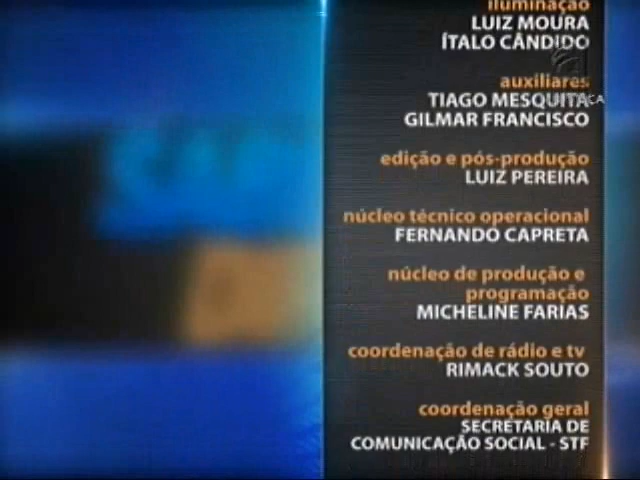 iluminação
LUIZ MOURA
ÍTALO CÂNDIDO
auxiliares
TIAGO MESQUITA
GILMAR FRANCISCO
edição e pós-produção
LUIZ PEREIRA
núcleo técnico operacional
FERNANDO CAPRETA
núcleo de produção e
programação
MICHELINE FARIAS
coordenação de rádio e tv
RIMACK SOUTO
coordenação geral
SECRETARIA DE
COMUNICAÇÃO SOCIAL - STF